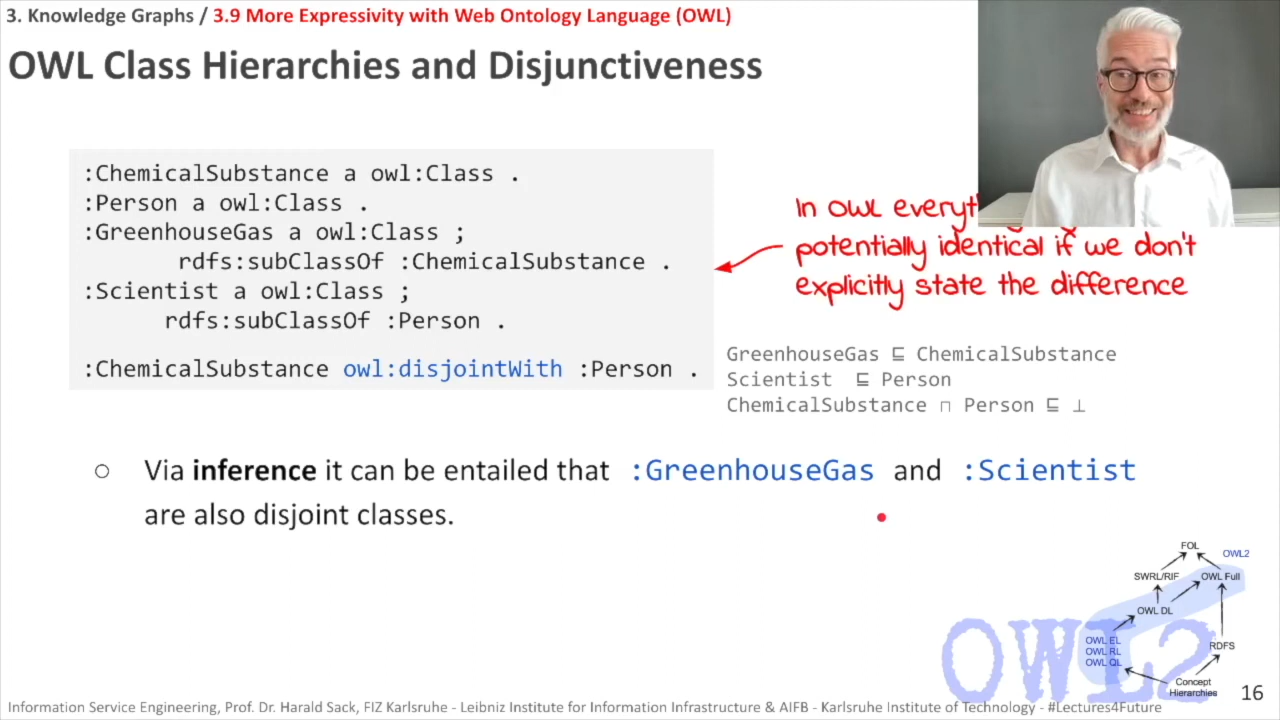 3. Knowledge Graphs / 3.9 More Expressivity with Web Ontology Language (OWL)
OWL Class Hierarchies and Disjunctiveness
:ChemicalSubstance a owl:Class .
:Person a owl:Class .
:GreenhouseGas a owl:Class ;
rdfs:subClassOf :ChemicalSubstance .
:Scientist a owl:Class ;
rdfs:subClassOf :Person .
:ChemicalSubstance owl:disjointWith :Person .
In OWL
potentially identical if we don't
explicitly state the difference
GreenhouseGas ⊑ ChemicalSubstance
Scientist ⊑ Person
ChemicalSubstance ⊓ Person ⊑ ⊥
○ Via inference it can be entailed that :GreenhouseGas and :Scientist
are also disjoint classes.
FOL
OWL2
SWRL/RIF
OWL Full
OWL DL
OWL EL
OWL RL
OWL QL
RDFS
Concept
Hierarchies
OWL2
16
Information Service Engineering, Prof. Dr. Harald Sack, FIZ Karlsruhe - Leibniz Institute for Information Infrastructure & AIFB - Karlsruhe Institute of Technology - #Lectures4Future